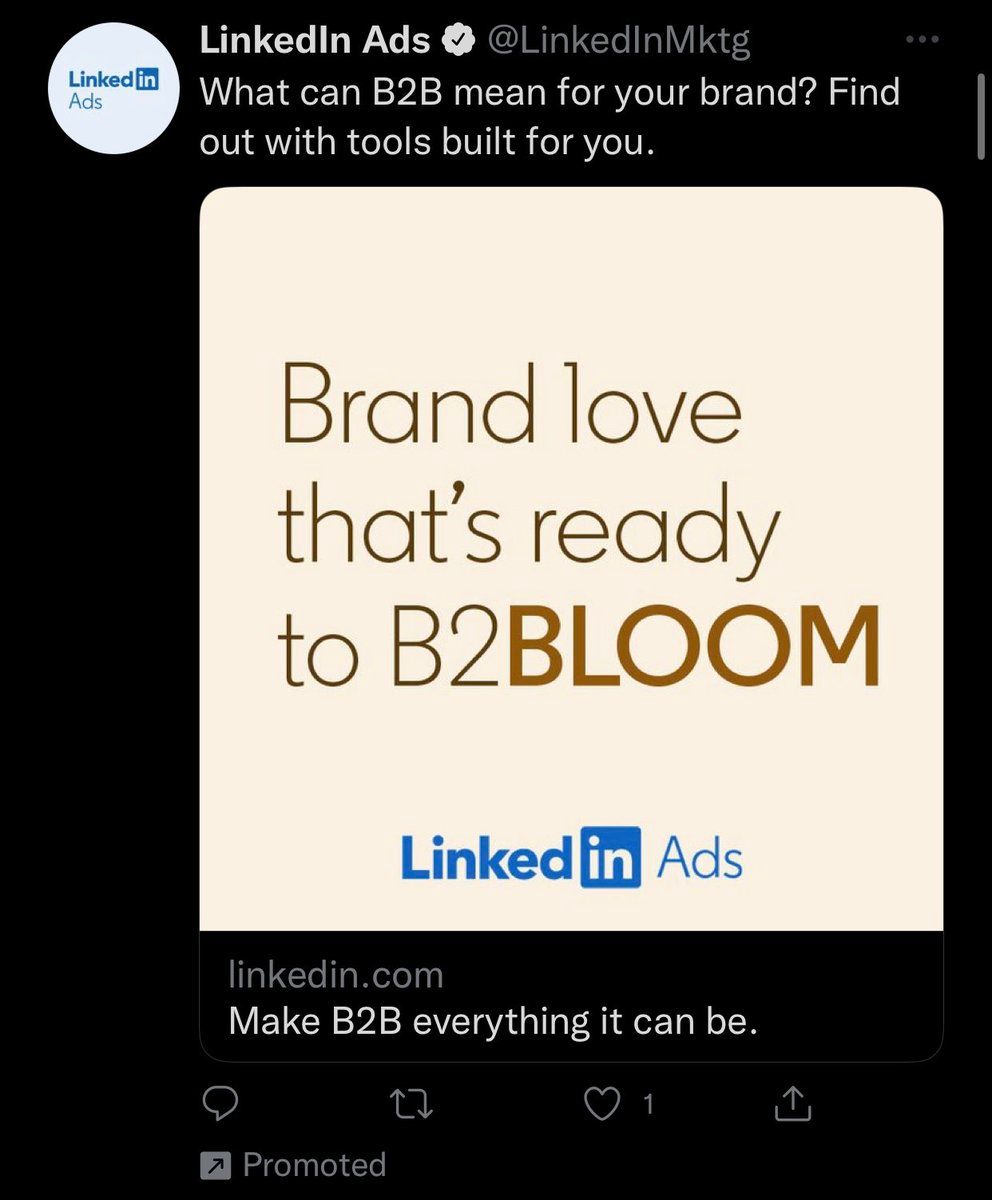 Linked in
Ads
LinkedIn Ads @LinkedInMktg
What can B2B mean for your brand? Find
out with tools built for you.
Brand love
that's ready
to B2BLOOM
Linked in Ads
linkedin.com
Make B2B everything it can be.
1
Promoted